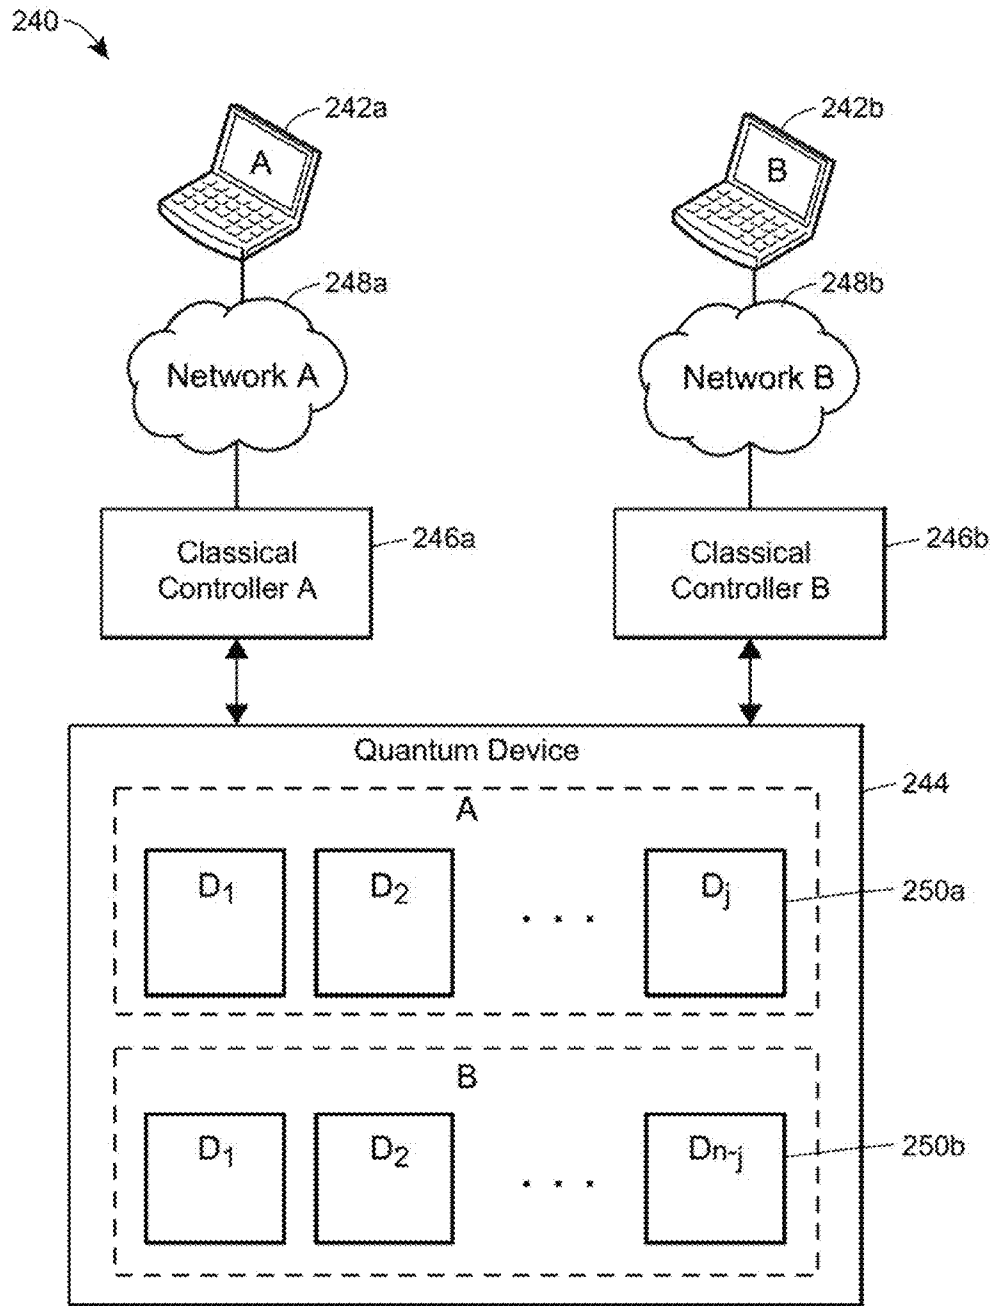 240
242a
242b
A
B
248a
248b
Network A
Network B
Classical
Controller A
246a
Classical
Controller B
246b
Quantum Device
244
A
D1
D2
. . .
Dj
250a
B
D1
D2
. . .
Dn-j
250b